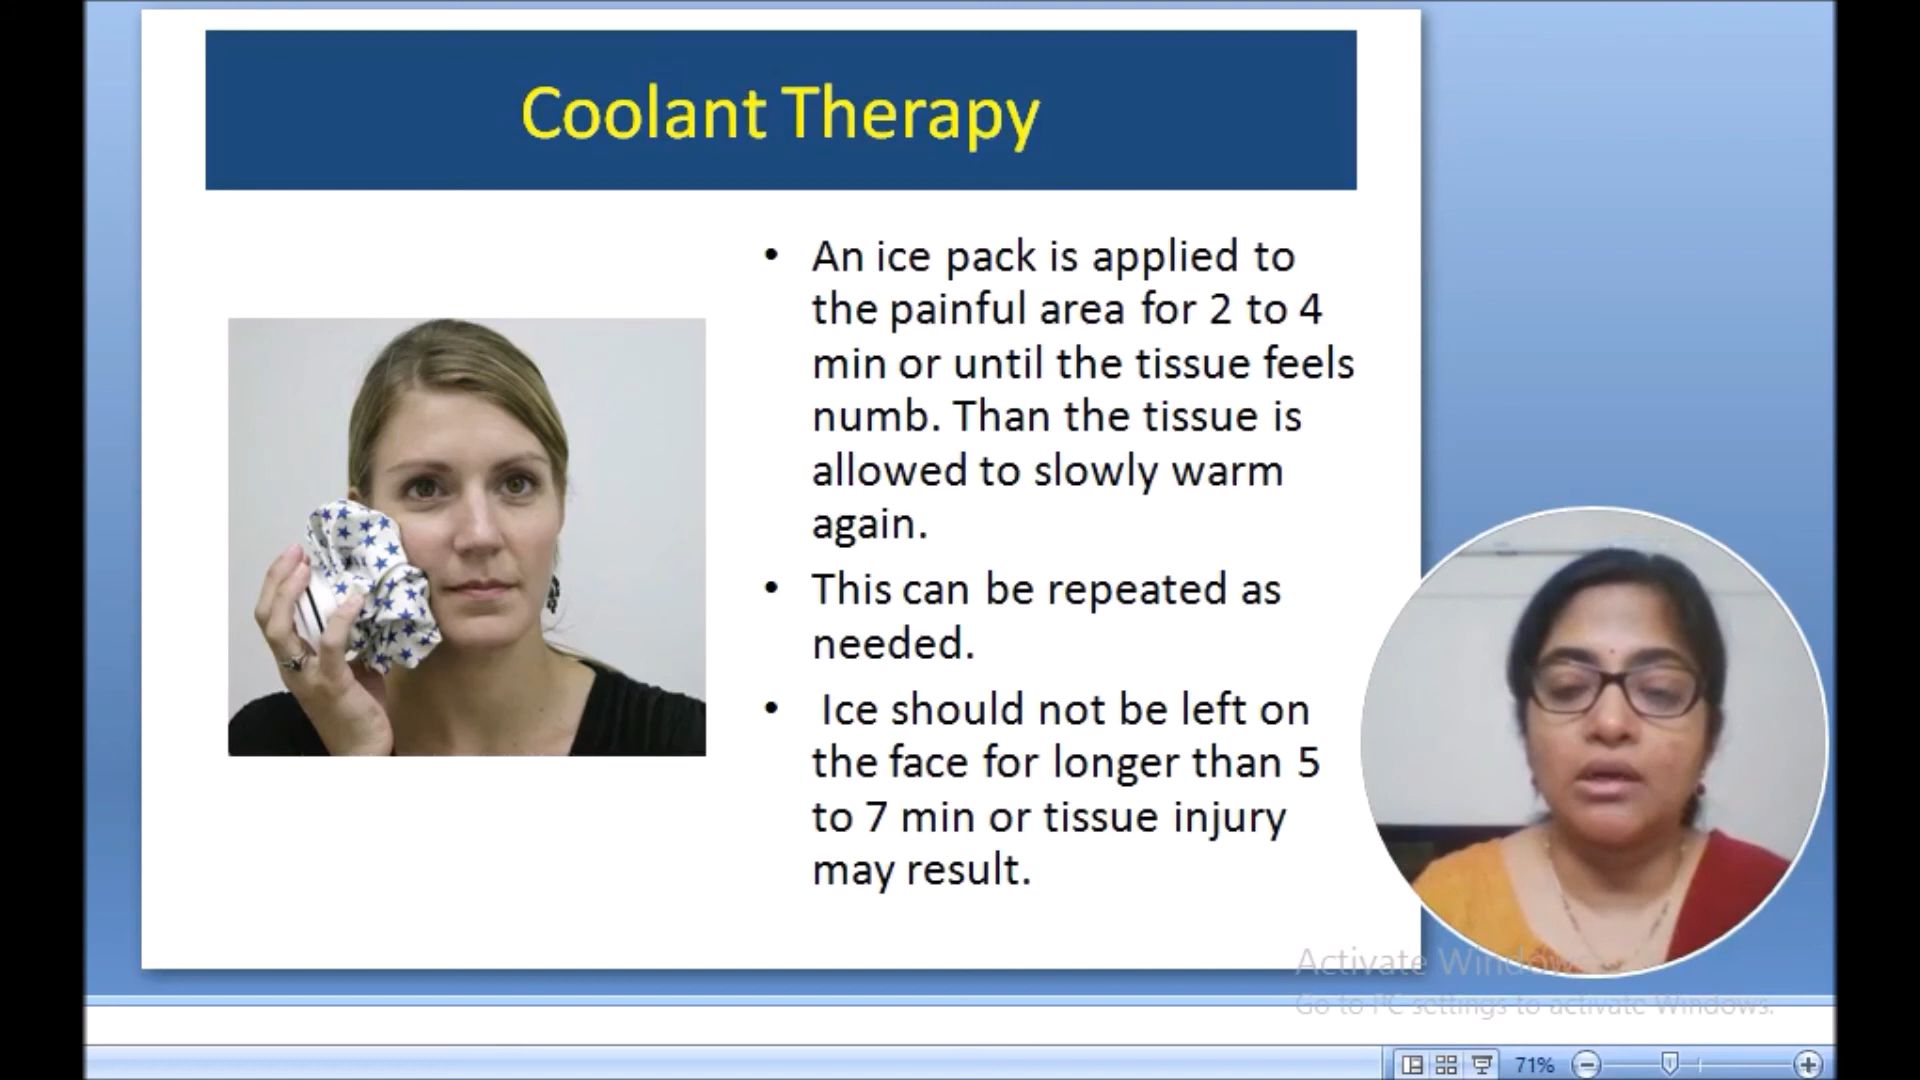 Coolant Therapy
• An ice pack is applied to
the painful area for 2 to 4
min or until the tissue feels
numb. Than the tissue is
allowed to slowly warm
again.
• This can be repeated as
needed.
• Ice should not be left on
the face for longer than 5
to 7 min or tissue injury
may result.
Activate Windows
Go to PC settings to activate Windows.
71%